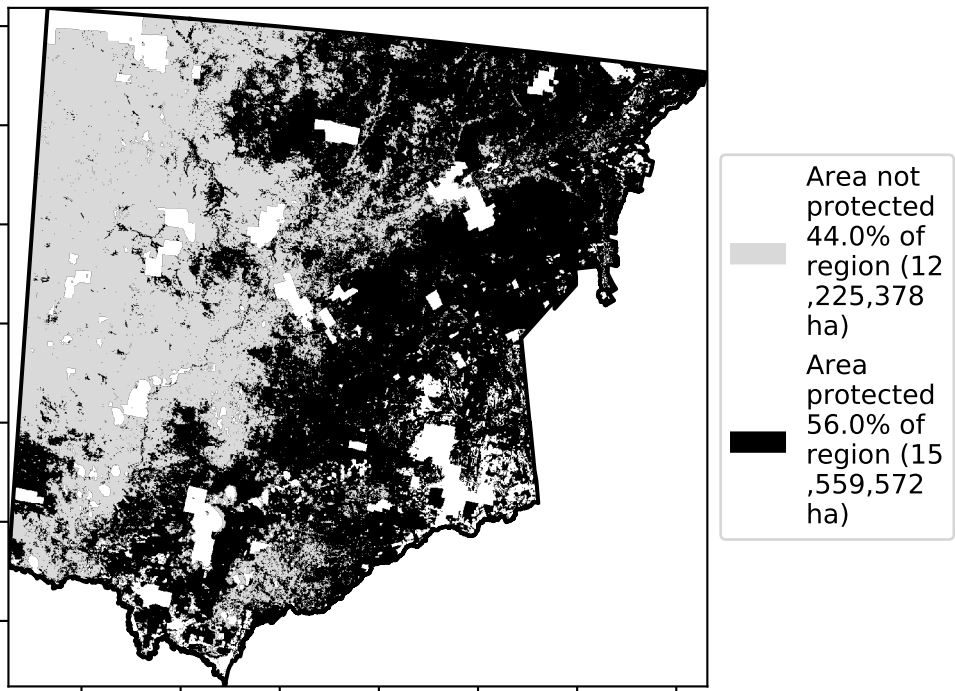 Area not
protected
44.0% of
region (12
,225,378
ha)
Area
protected
56.0% of
region (15
,559,572
ha)